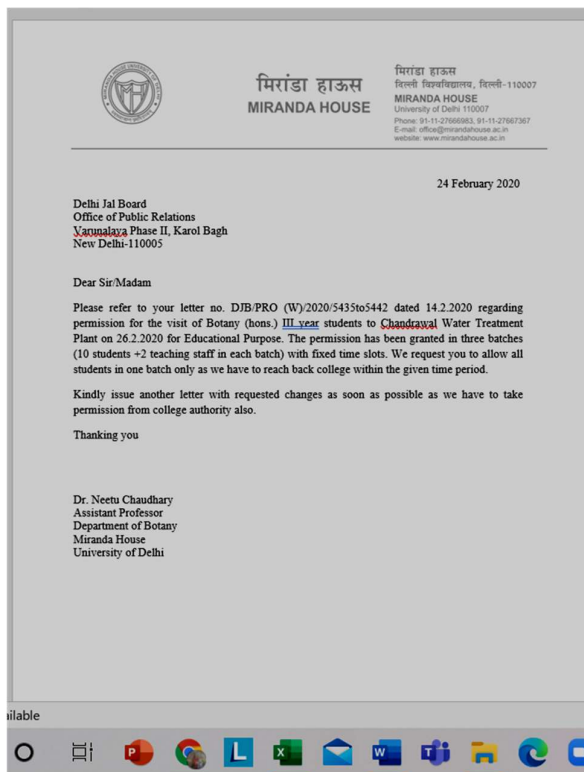 मिरांडा हाऊस
MIRANDA HOUSE
मिरांडा हाऊस
दिल्ली विश्वविद्यालय, दिल्ली-110007
MIRANDA HOUSE
University of Delhi 110007
Phone: 91-11-27666983, 91-11-27667367
E-mail: office@mirandahouse.ac.in
website: www.mirandahouse.ac.in
24 February 2020
Delhi Jal Board
Office of Public Relations
Varunalaya Phase II, Karol Bagh
New Delhi-110005
Dear Sir/Madam
Please refer to your letter no. DJB/PRO (W)/2020/5435to5442 dated 14.2.2020 regarding
permission for the visit of Botany (hons.) III year students to Chandrawal Water Treatment
Plant on 26.2.2020 for Educational Purpose. The permission has been granted in three batches
(10 students +2 teaching staff in each batch) with fixed time slots. We request you to allow all
students in one batch only as we have to reach back college within the given time period.
Kindly issue another letter with requested changes as soon as possible as we have to take
permission from college authority also.
Thanking you
Dr. Neetu Chaudhary
Assistant Professor
Department of Botany
Miranda House
University of Delhi
ailable